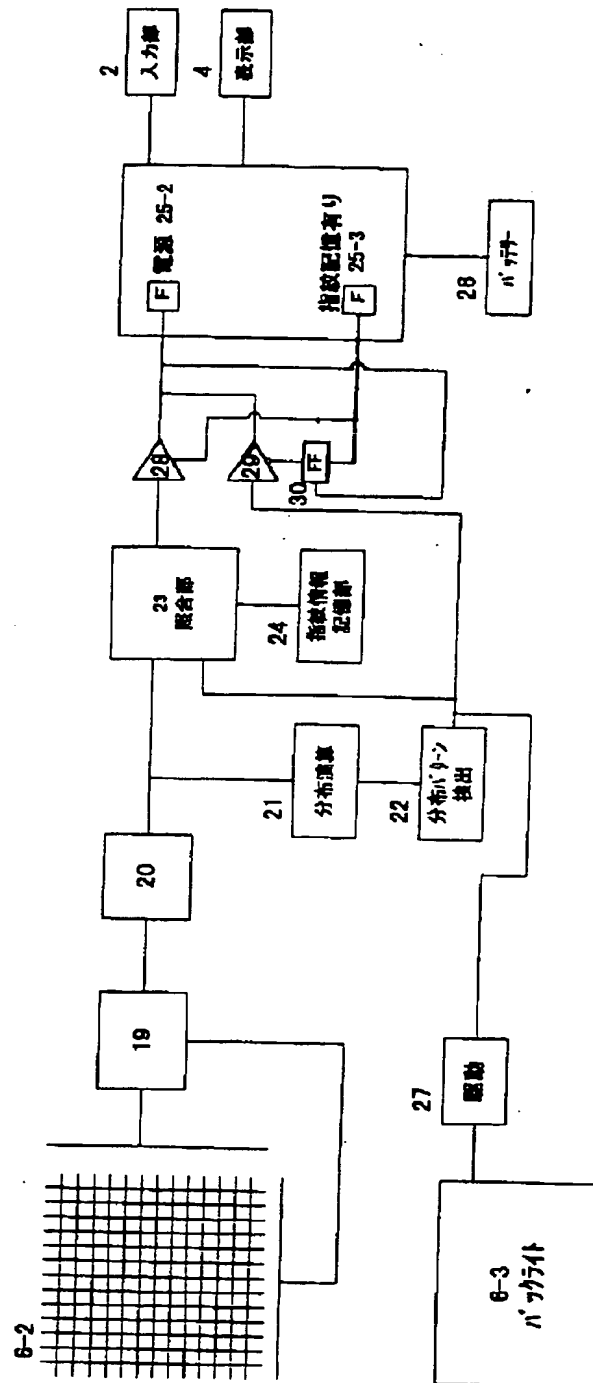 6-2
19
20
21
分布演算
22
分布パターン
検出
23
照合部
24
指紋情報
記憶部
28
29
30
FF
F
電源 25-2
指紋記憶有り
25-3
F
2
入力部
4
表示部
26
バッテリー
27
駆動
6-3
バックライト